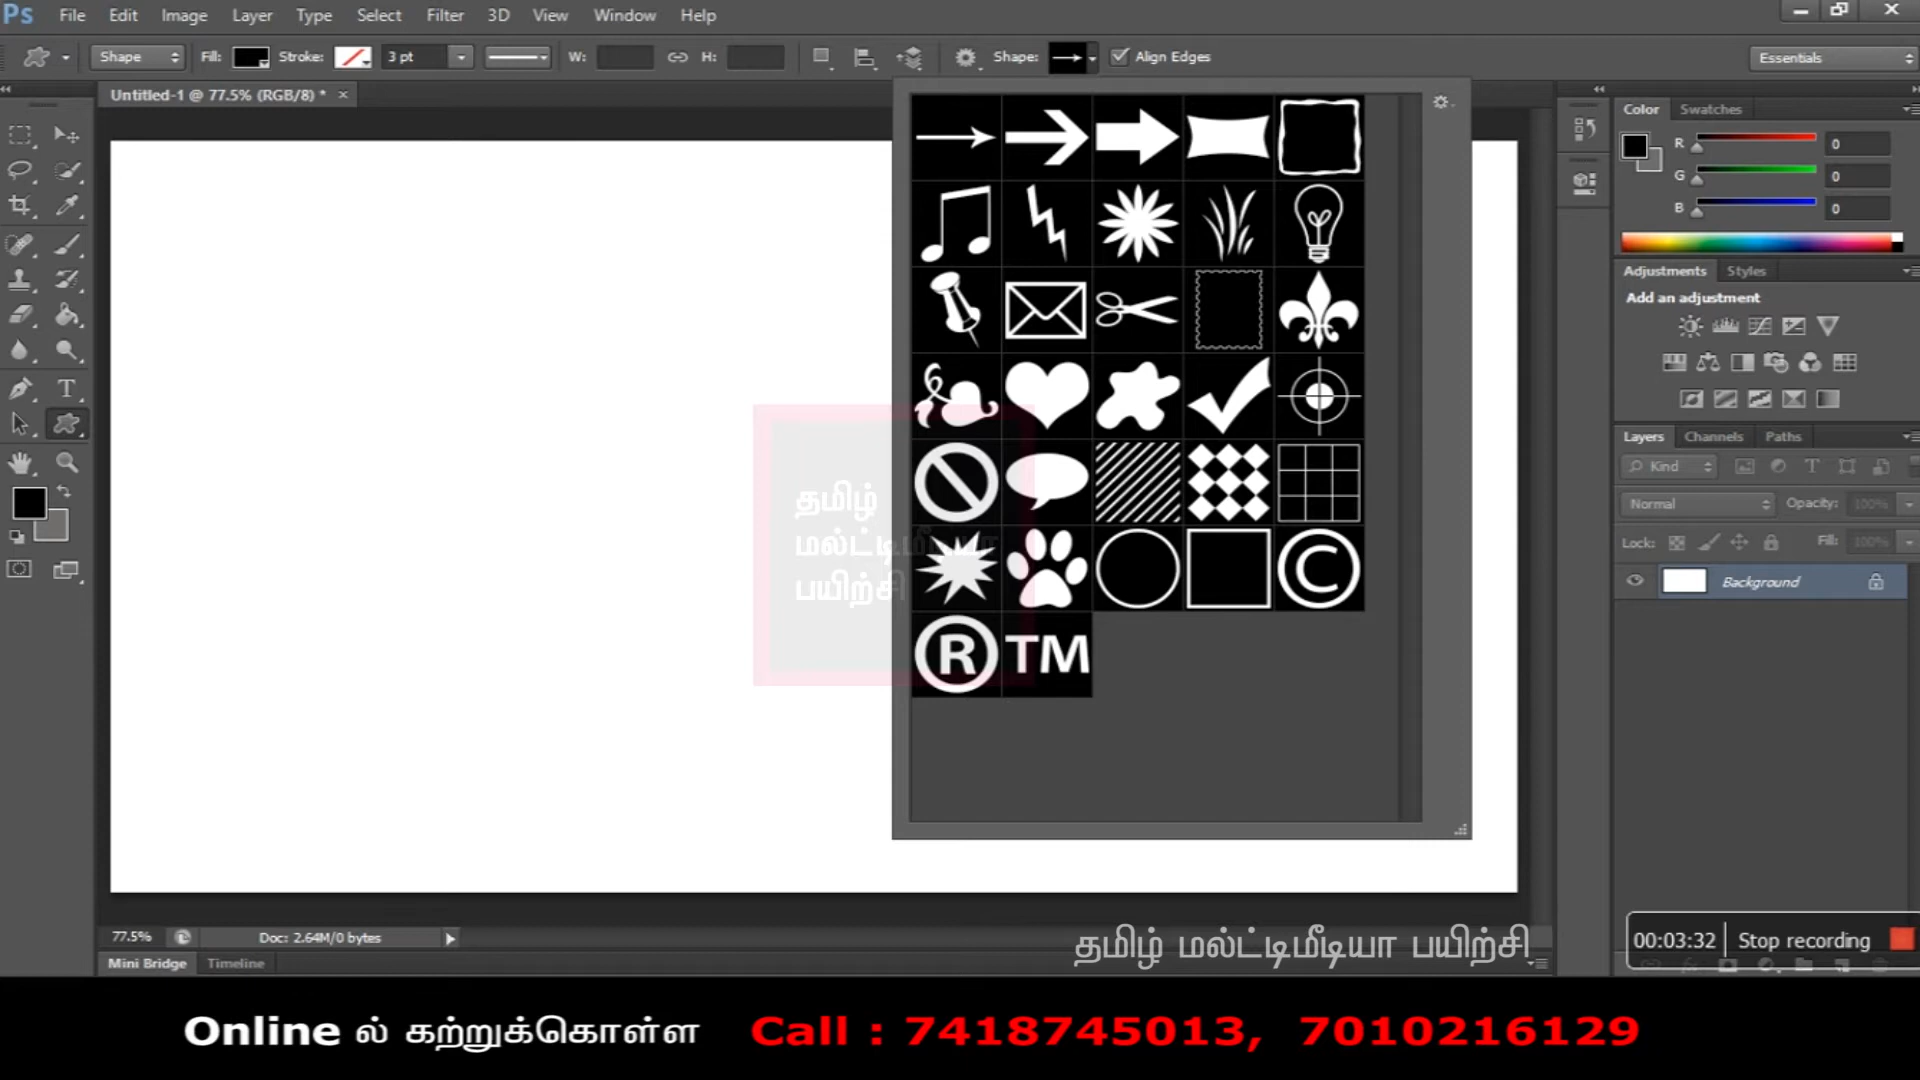 Ps File Edit Image Layer Type Select Filter 3D View Window Help
Shape Fill: Stroke: 3 pt W: H: Shape: Align Edges Essentials
Untitled-1 @ 77.5% (RGB/8) * ×
Color Swatches
R 0
G 0
B 0
Adjustments Styles
Add an adjustment
Layers Channels Paths
Kind
Normal Opacity: 100%
Lock: Fill: 100%
Background
தமிழ்
மல்ட்டிமீடியா
பயிற்சி
C
R TM
77.5% Doc: 2.64M/0 bytes
தமிழ் மல்ட்டிமீடியா பயிற்சி
00:03:32 Stop recording
Mini Bridge Timeline
Online ல் கற்றுக்கொள்ள Call : 7418745013, 7010216129